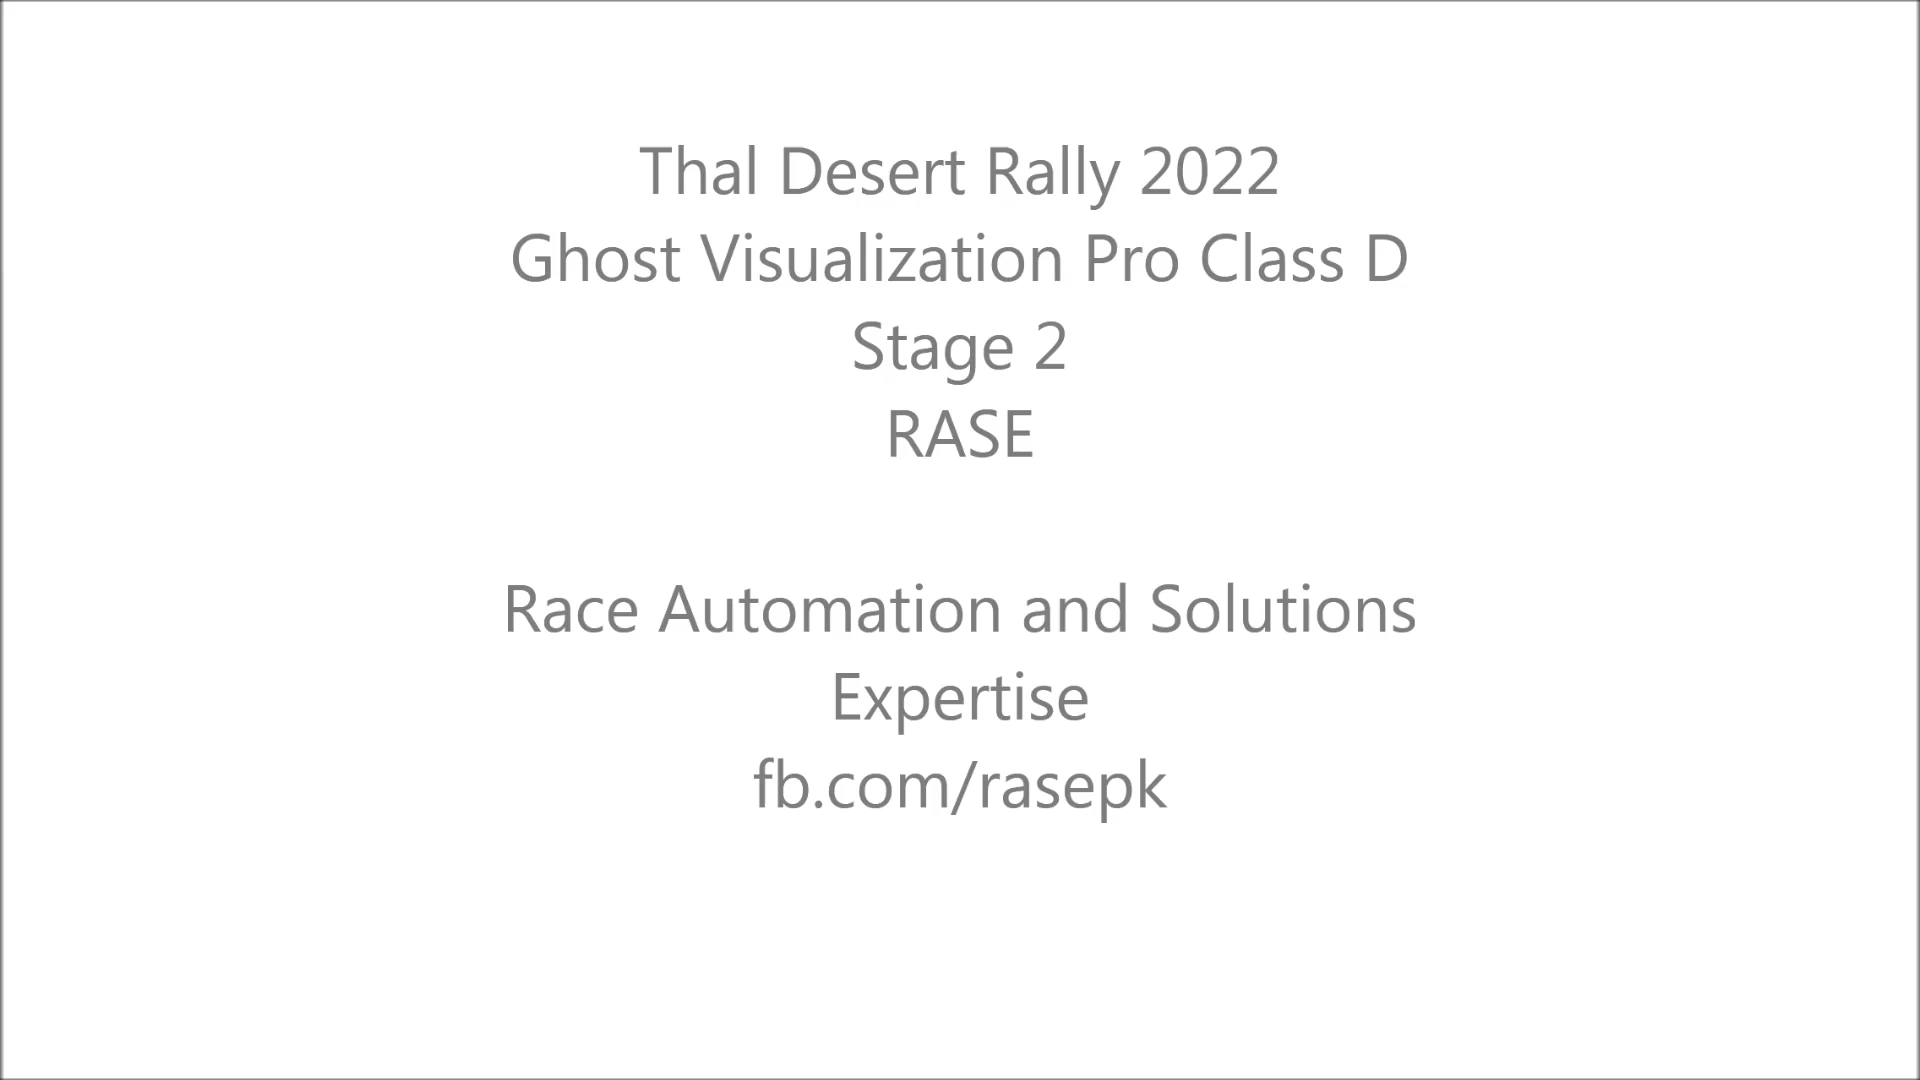 Thal Desert Rally 2022
Ghost Visualization Pro Class D
Stage 2
RASE
Race Automation and Solutions
Expertise
fb.com/rasepk